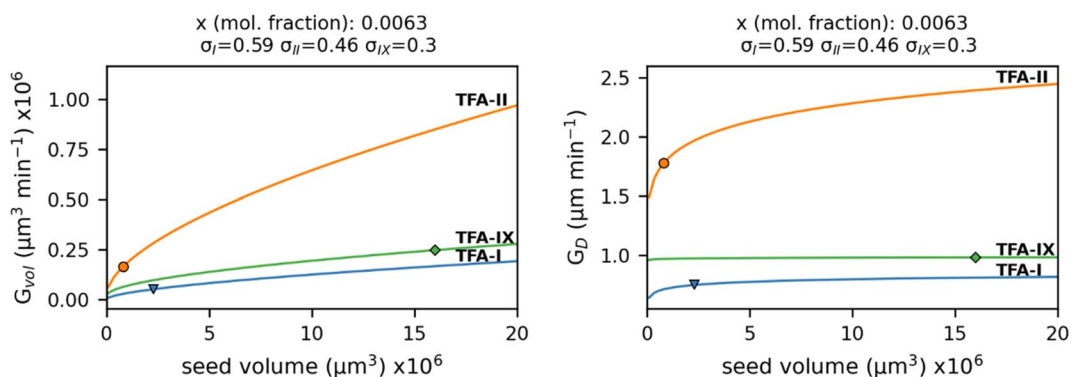 x (mol. fraction): 0.0063
σI=0.59 σII=0.46 σIX=0.3
Gvol (μm³ min⁻¹) x10⁶
1.00
0.75
0.50
0.25
0.00
TFA-II
TFA-IX
TFA-I
0 5 10 15 20
seed volume (μm³) x10⁶
x (mol. fraction): 0.0063
σI=0.59 σII=0.46 σIX=0.3
GD (μm min⁻¹)
2.5
2.0
1.5
1.0
TFA-II
TFA-IX
TFA-I
0 5 10 15 20
seed volume (μm³) x10⁶